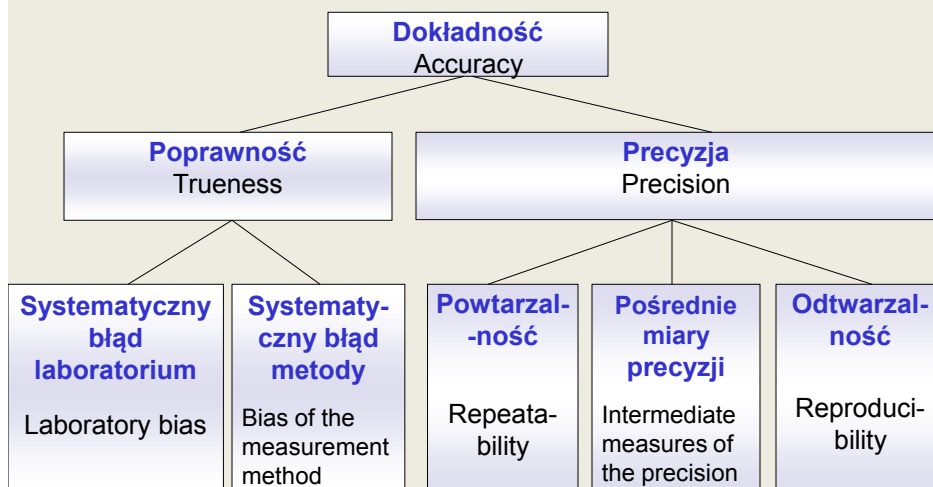 Dokładność
Accuracy
Poprawność
Trueness
Precyzja
Precision
Systematyczny
błąd
laboratorium
Laboratory bias
Systematy-
czny błąd
metody
Bias of the
measurement
method
Powtarzal-
-ność
Repeata-
bility
Pośrednie
miary
precyzji
Intermediate
measures of
the precision
Odtwarzal-
ność
Reproduci-
bility